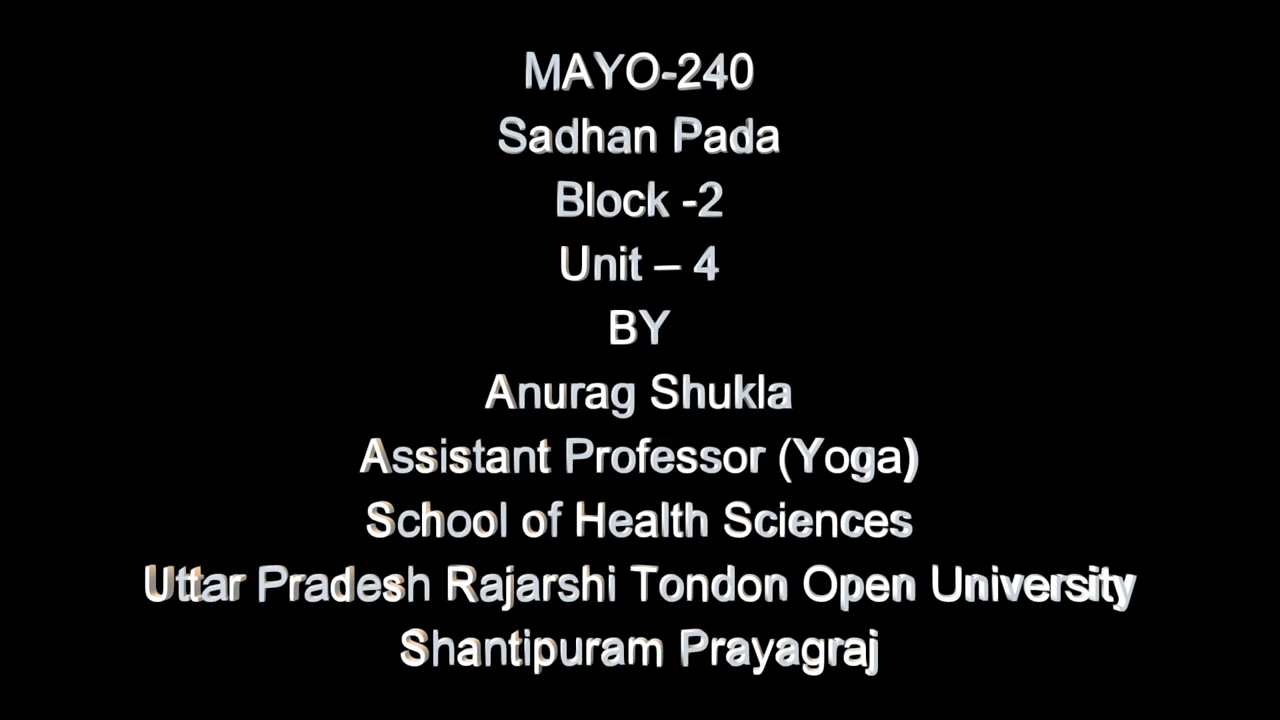 MAYO-240
Sadhan Pada
Block -2
Unit – 4
BY
Anurag Shukla
Assistant Professor (Yoga)
School of Health Sciences
Uttar Pradesh Rajarshi Tondon Open University
Shantipuram Prayagraj